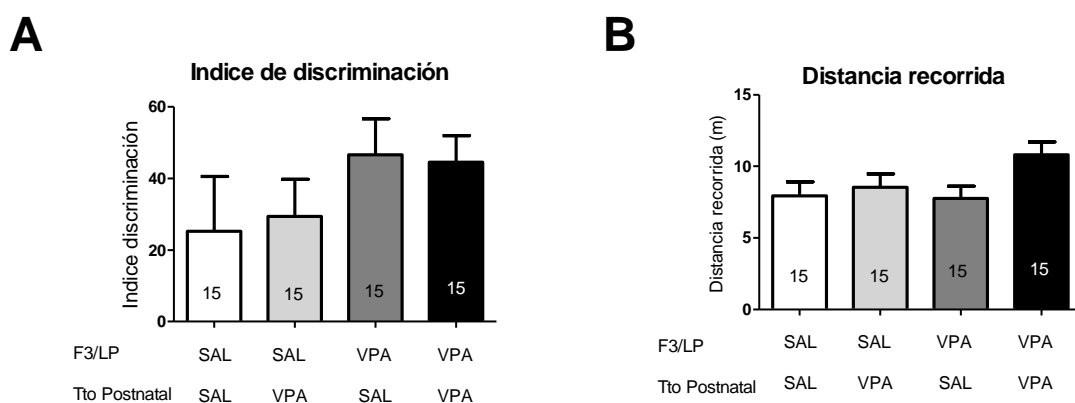 A
Indice de discriminación
Indice discriminación
60
40
20
0
15
15
15
15
F3/LP SAL SAL VPA VPA
Tto Postnatal SAL VPA SAL VPA
B
Distancia recorrida
Distancia recorrida (m)
15
10
5
0
15
15
15
15
F3/LP SAL SAL VPA VPA
Tto Postnatal SAL VPA SAL VPA